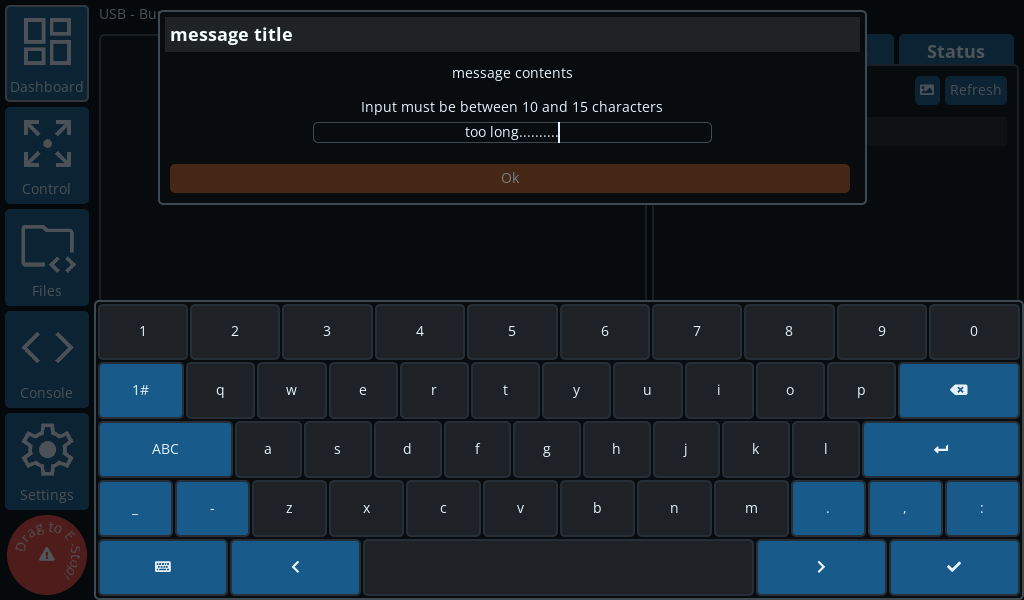 USB - Bu
message title
message contents
Input must be between 10 and 15 characters
too long..........
Ok
Status
Refresh
Dashboard
Control
Files
Console
Settings
Drag to E-Stop!
1 2 3 4 5 6 7 8 9 0
1# q w e r t y u i o p
ABC a s d f g h j k l
_ - z x c v b n m . , :